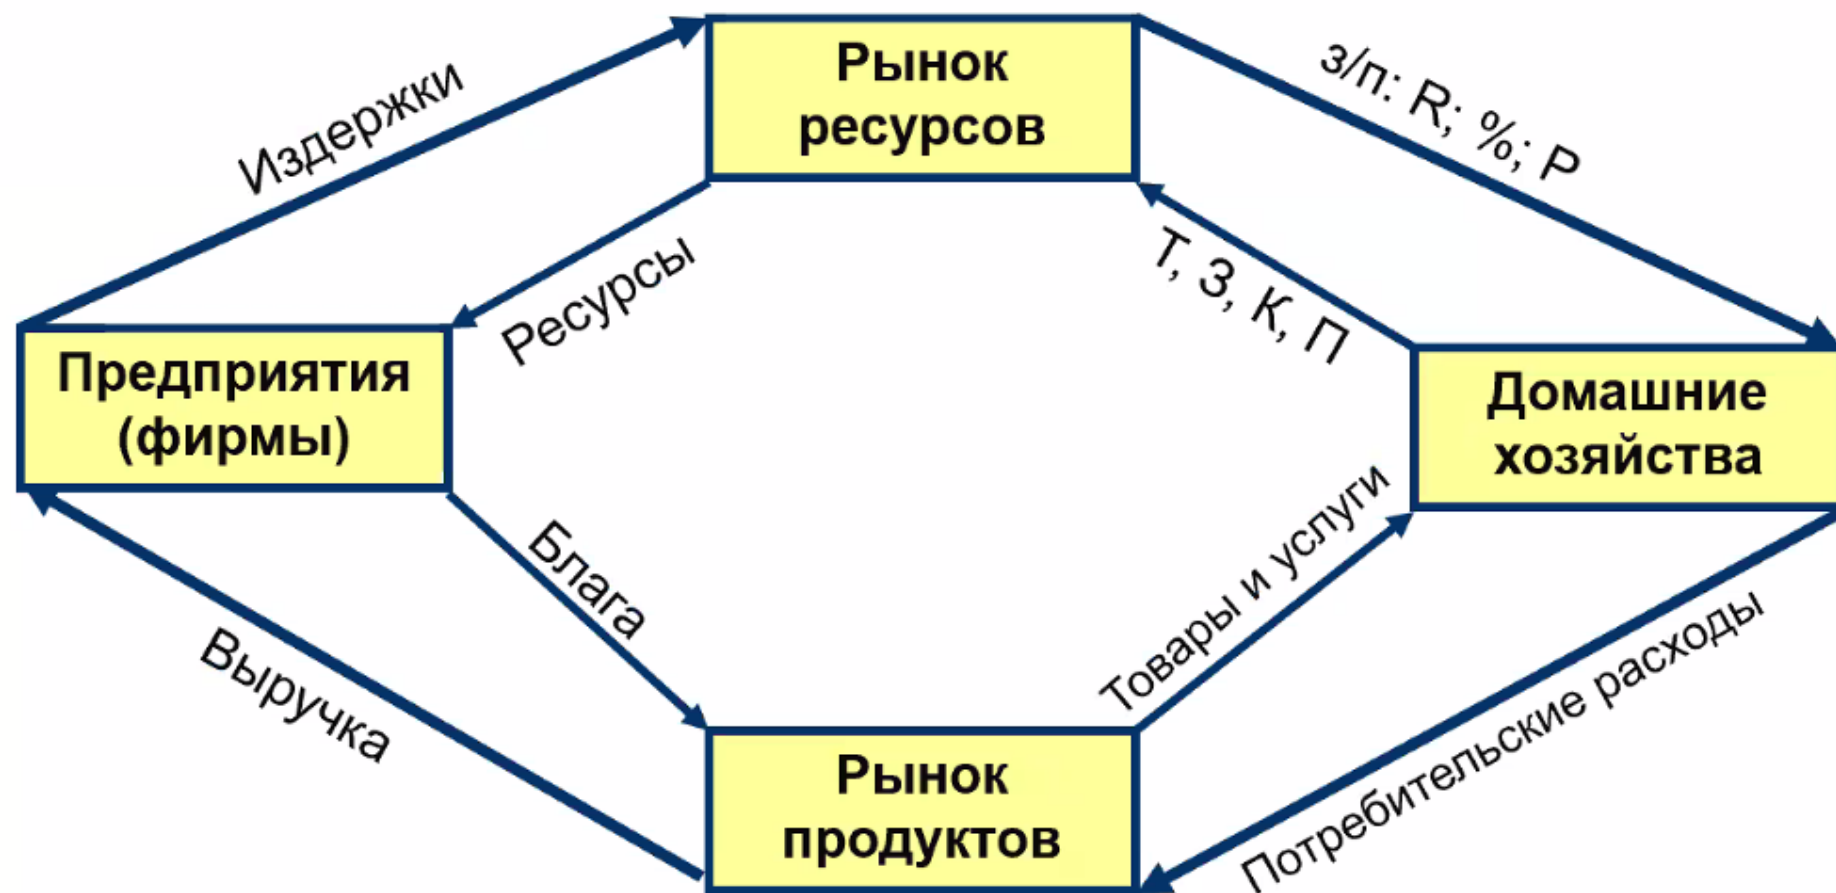 Рынок
ресурсов
Издержки
з/п: R; %; P
Ресурсы
Т, З, К, П
Предприятия
(фирмы)
Домашние
хозяйства
Блага
Товары и услуги
Выручка
Потребительские расходы
Рынок
продуктов